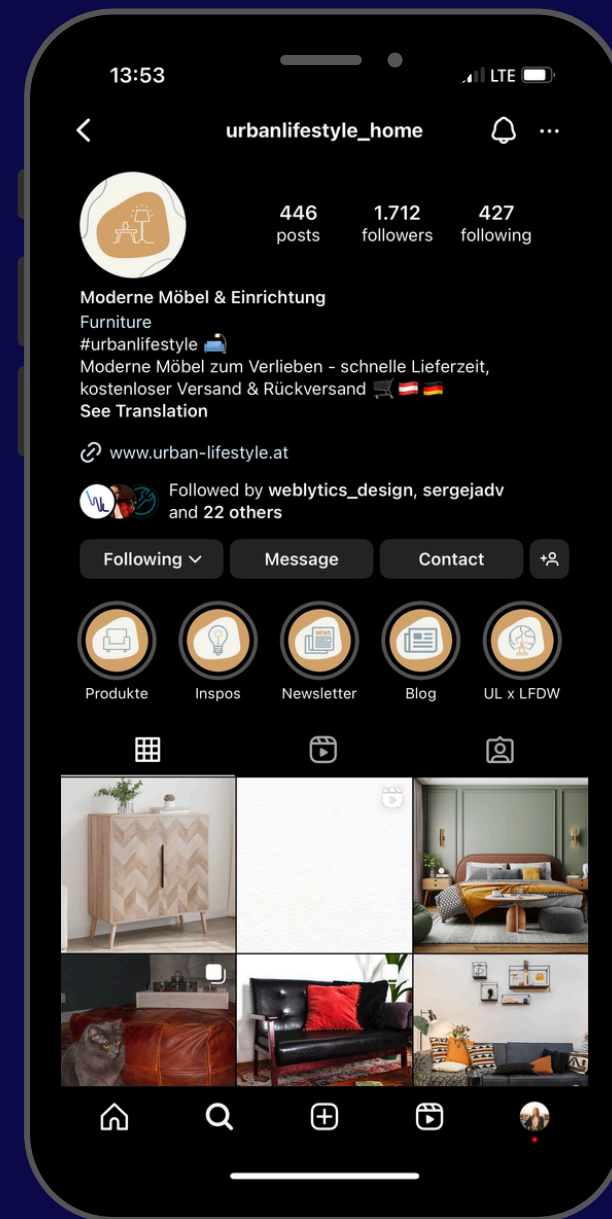 13:53
LTE
urbanlifestyle_home
446 1.712 427
posts followers following
Moderne Möbel & Einrichtung
Furniture
#urbanlifestyle 🛋️
Moderne Möbel zum Verlieben - schnelle Lieferzeit,
kostenloser Versand & Rückversand 🛒 🇦🇹 🇩🇪
See Translation
www.urban-lifestyle.at
Followed by weblytics_design, sergejadv
and 22 others
Following Message Contact
NEWS
Produkte Inspos Newsletter Blog UL x LFDW